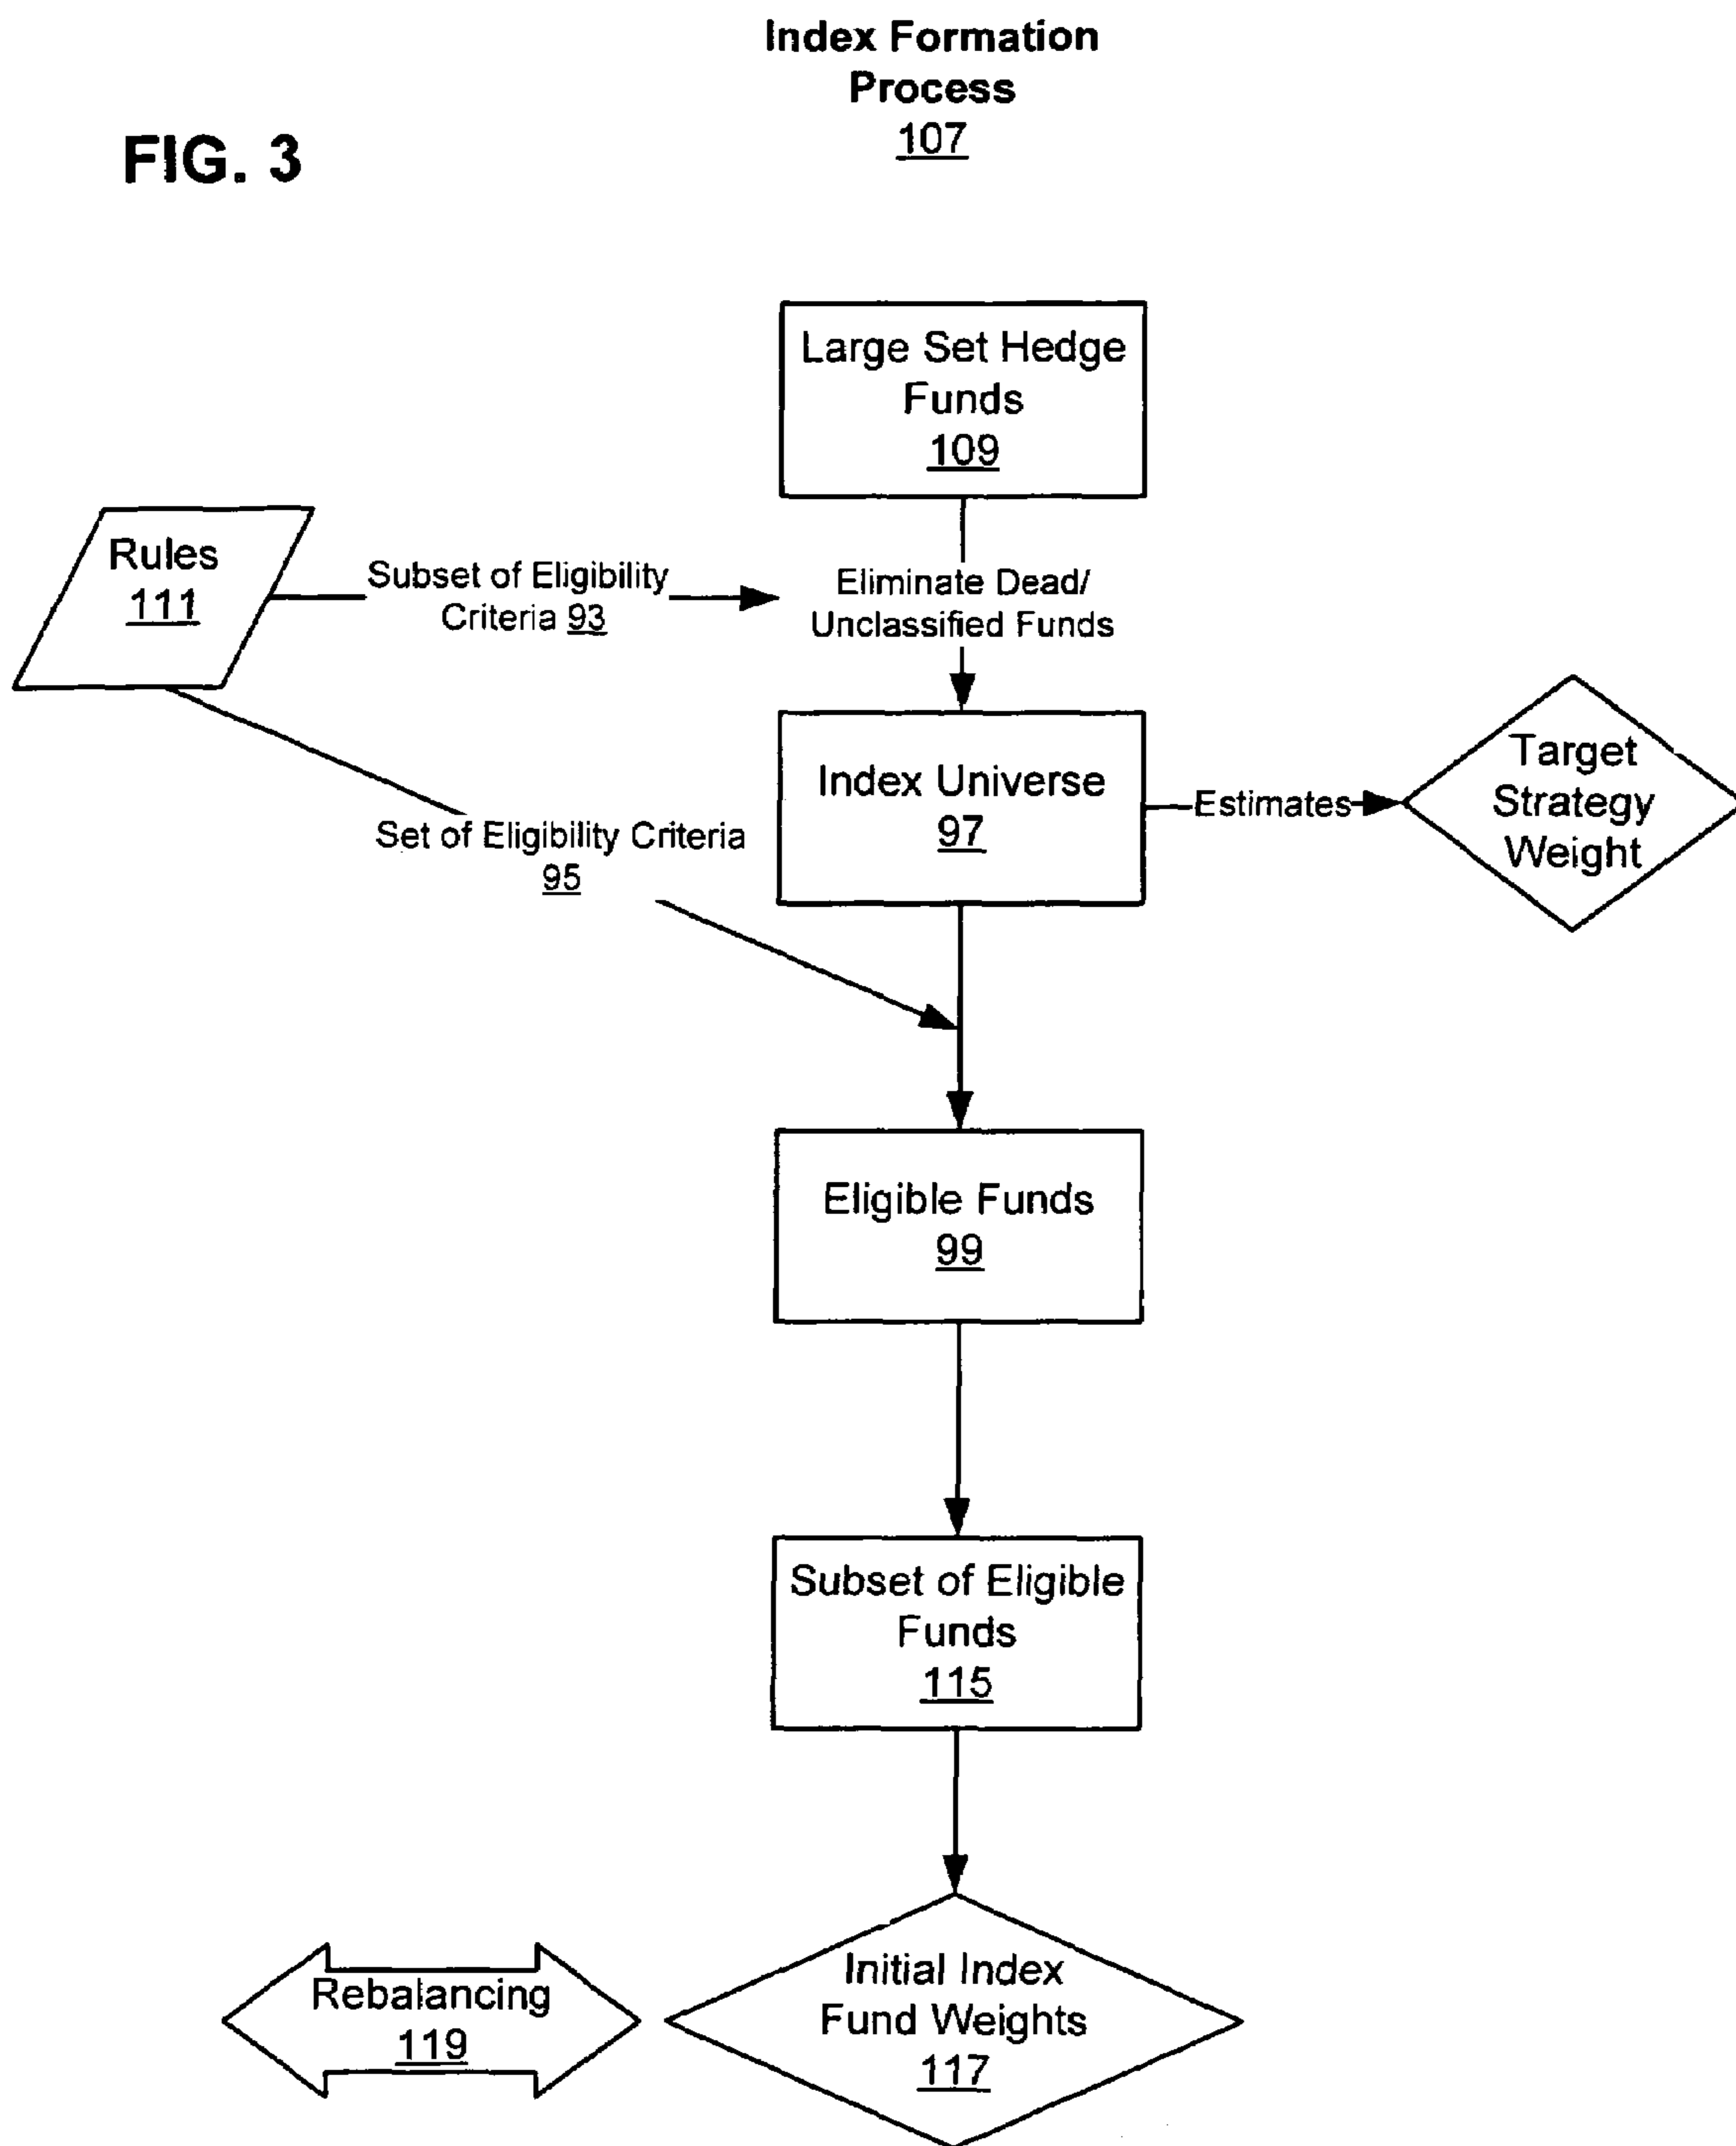 Index Formation
Process
107
FIG. 3
Large Set Hedge
Funds
109
Rules
111
Subset of Eligibility
Criteria 93
Eliminate Dead/
Unclassified Funds
Index Universe
97
Estimates
Target
Strategy
Weight
Set of Eligibility Criteria
95
Eligible Funds
99
Subset of Eligible
Funds
115
Initial Index
Fund Weights
117
Rebalancing
119